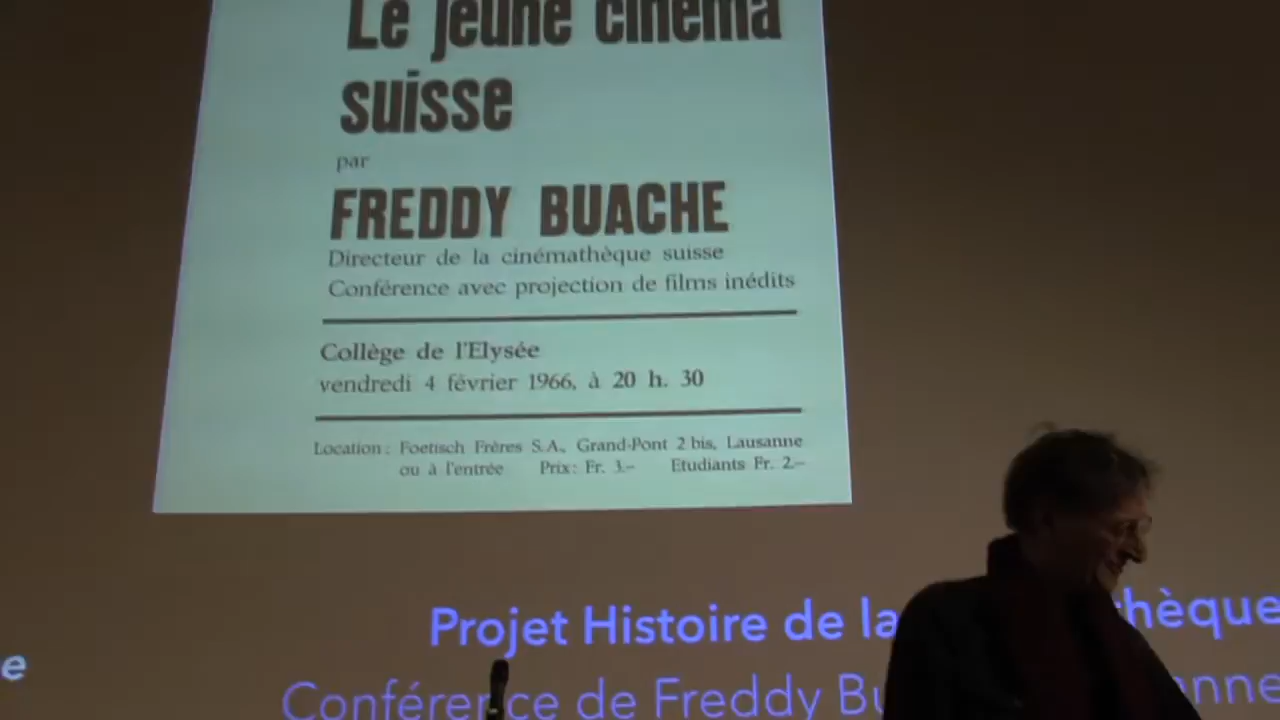 Le jeune cinéma
suisse
par
FREDDY BUACHE
Directeur de la cinémathèque suisse
Conférence avec projection de films inédits
Collège de l'Elysée
vendredi 4 février 1966, à 20 h. 30
Location : Foetisch Frères S.A., Grand-Pont 2 bis, Lausanne
ou à l'entrée Prix : Fr. 3.– Etudiants Fr. 2.–
Projet Histoire de la thèque
e
Conférence de Freddy Bu anne